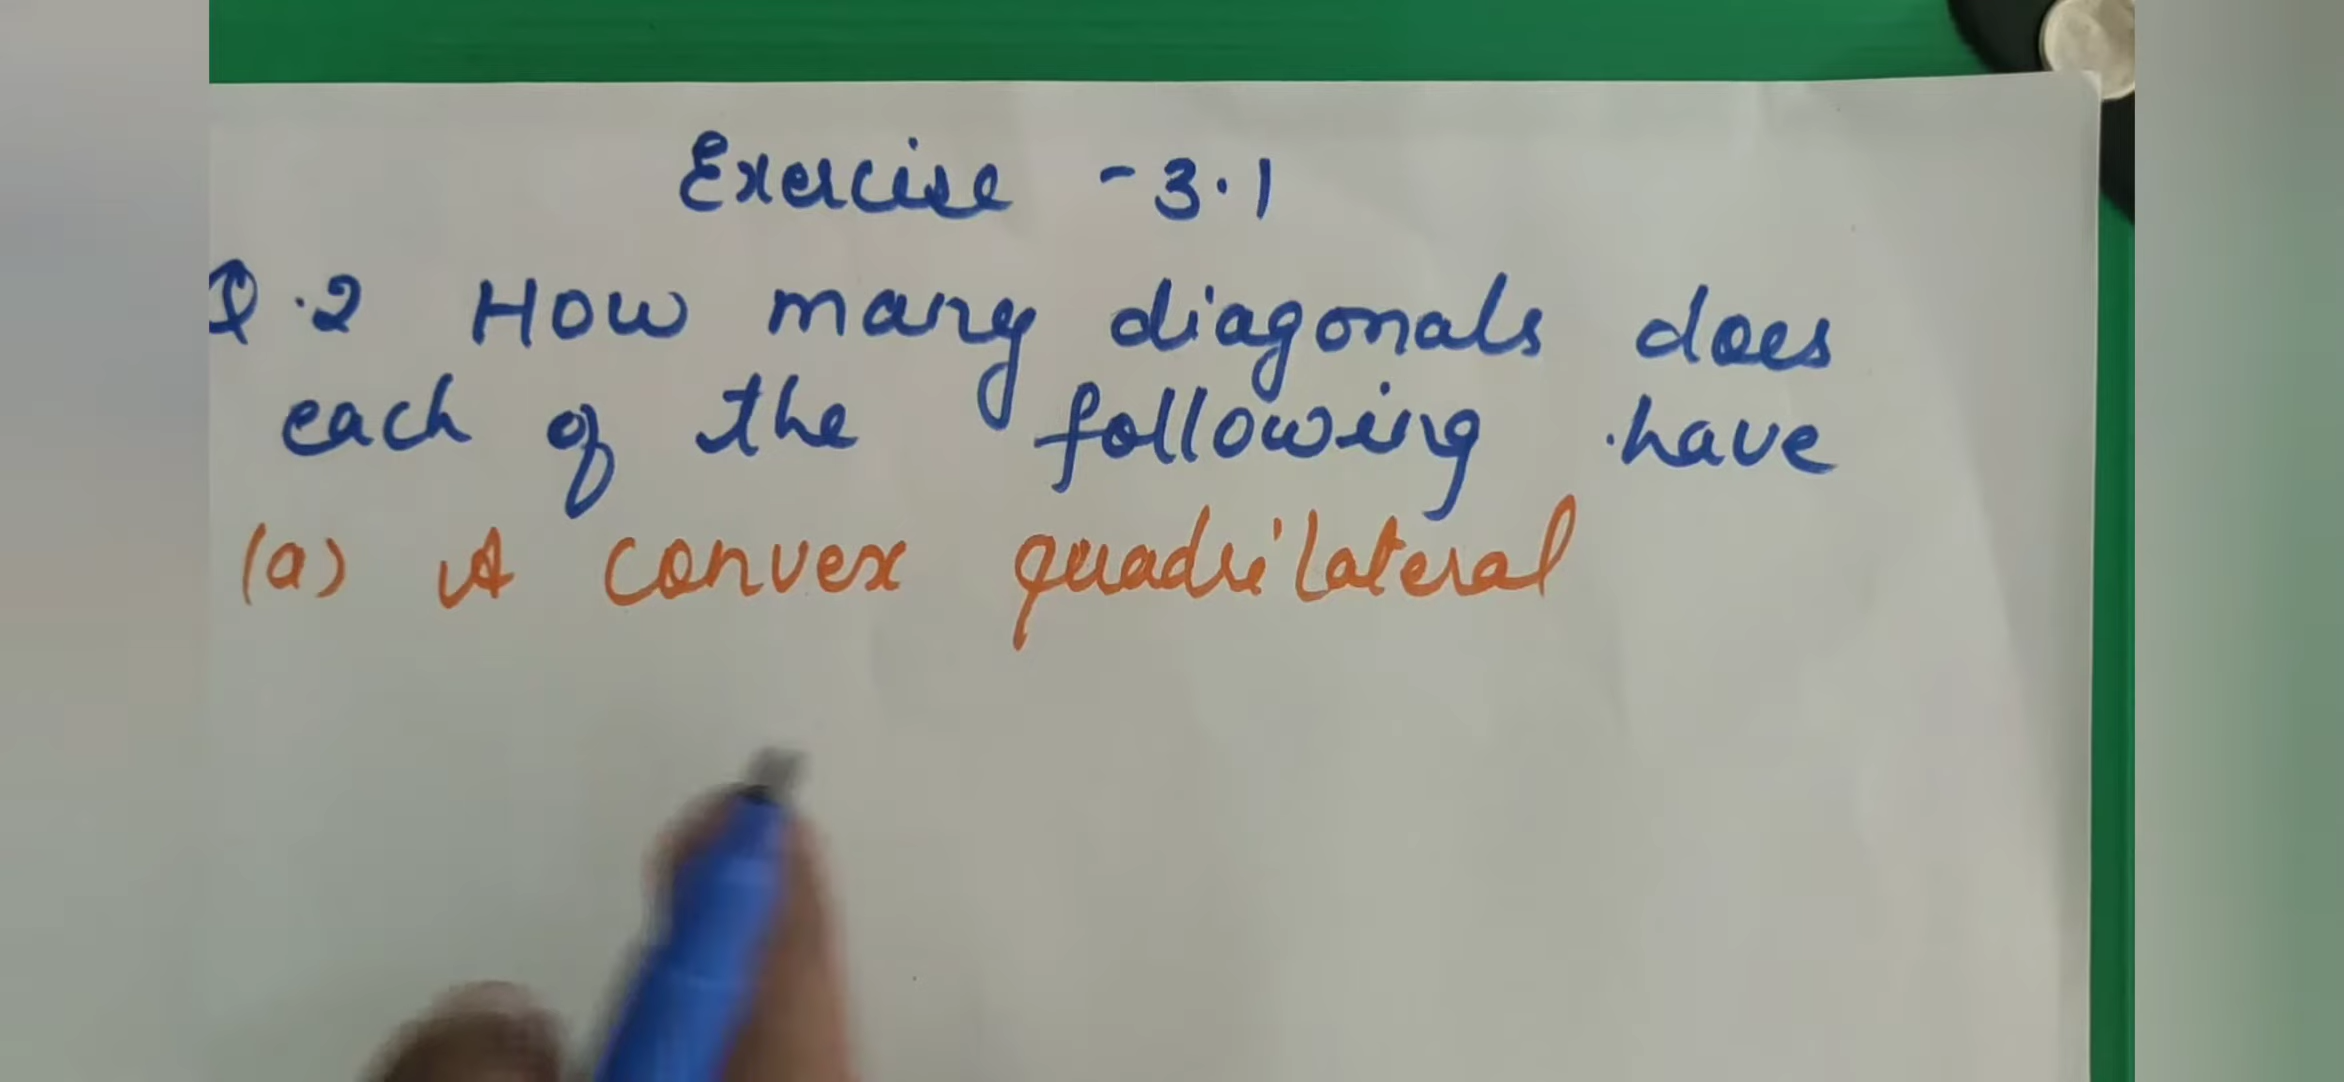 Exercise - 3.1
Q.2 How many diagonals does
each of the following have
(a) A convex quadrilateral